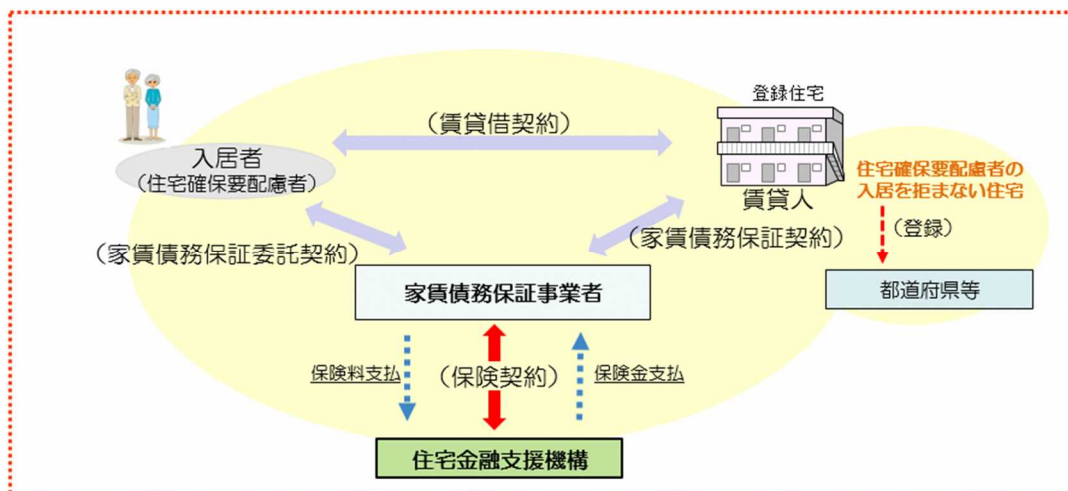 登録住宅
（賃貸借契約）
入居者
（住宅確保要配慮者）
賃貸人
住宅確保要配慮者の
入居を拒まない住宅
（登録）
（家賃債務保証委託契約）
（家賃債務保証契約）
家賃債務保証事業者
都道府県等
保険料支払
（保険契約）
保険金支払
住宅金融支援機構